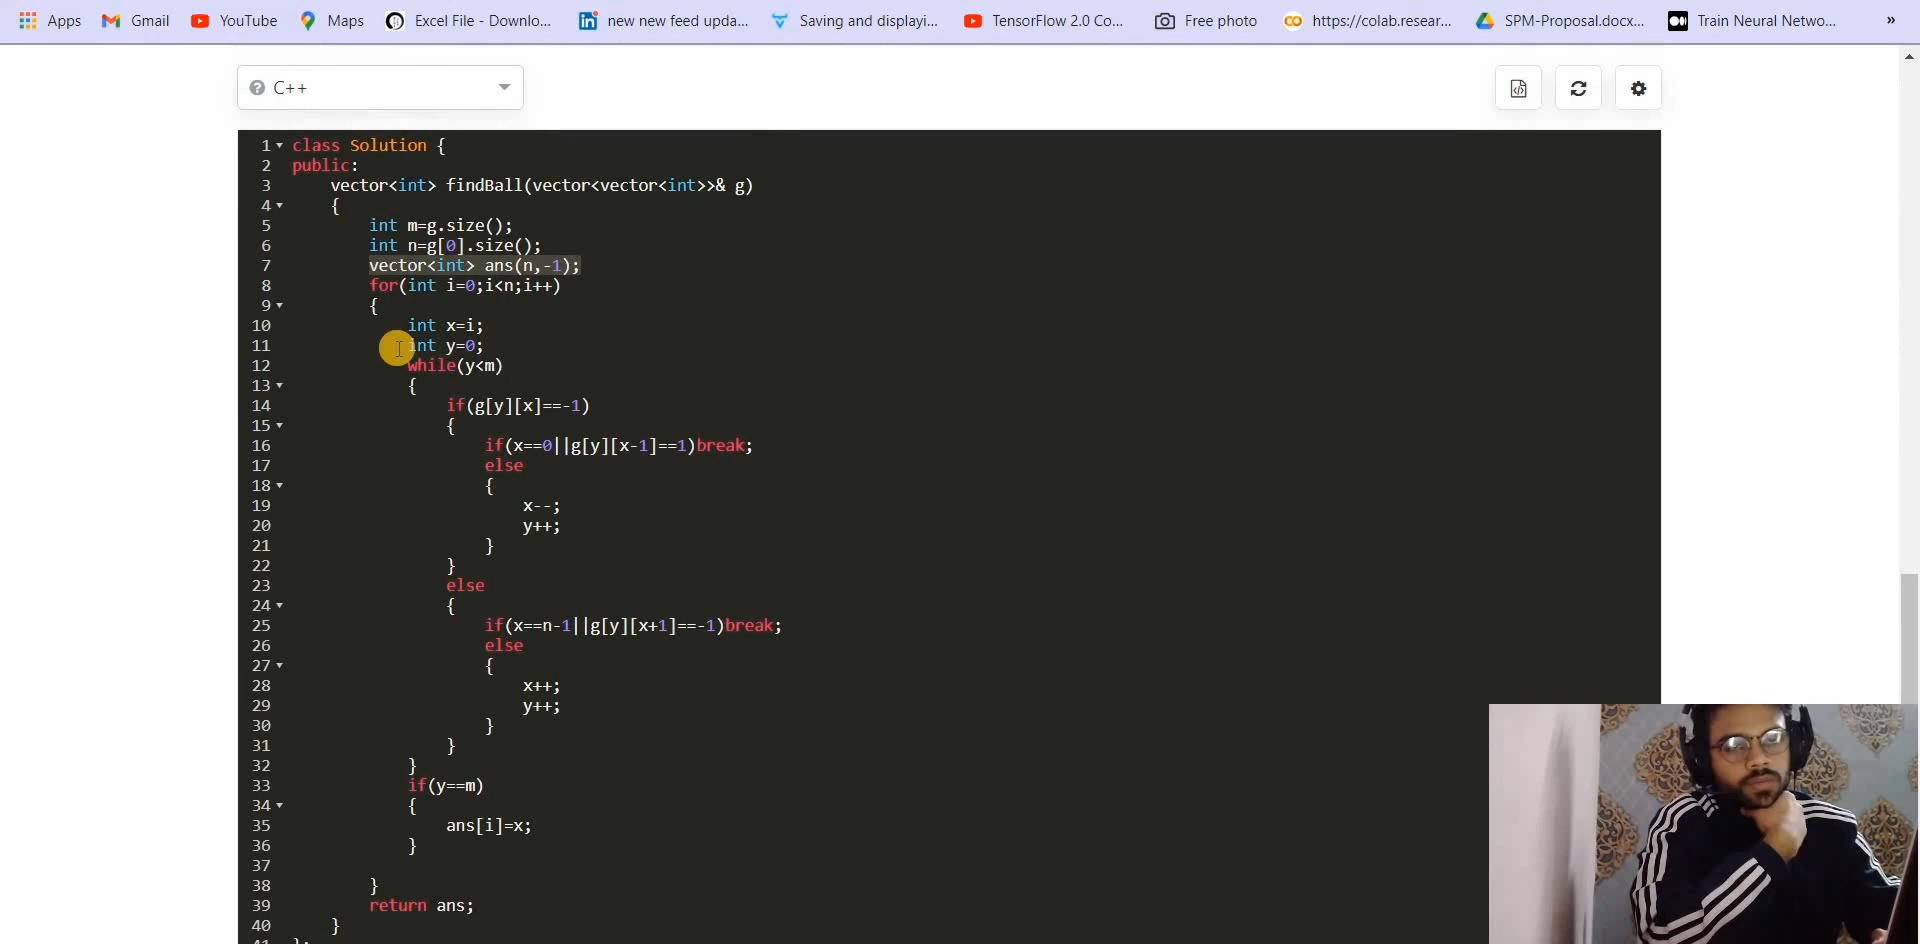 Apps Gmail YouTube Maps Excel File - Downlo... new new feed upda... Saving and displayi... TensorFlow 2.0 Co... Free photo https://colab.resear... SPM-Proposal.docx... Train Neural Netwo... »
C++
1 class Solution {
2 public:
3 vector<int> findBall(vector<vector<int>>& g)
4 {
5 int m=g.size();
6 int n=g[0].size();
7 vector<int> ans(n,-1);
8 for(int i=0;i<n;i++)
9 {
10 int x=i;
11 int y=0;
12 while(y<m)
13 {
14 if(g[y][x]==-1)
15 {
16 if(x==0||g[y][x-1]==1)break;
17 else
18 {
19 x--;
20 y++;
21 }
22 }
23 else
24 {
25 if(x==n-1||g[y][x+1]==-1)break;
26 else
27 {
28 x++;
29 y++;
30 }
31 }
32 }
33 if(y==m)
34 {
35 ans[i]=x;
36 }
37
38 }
39 return ans;
40 }
41 };